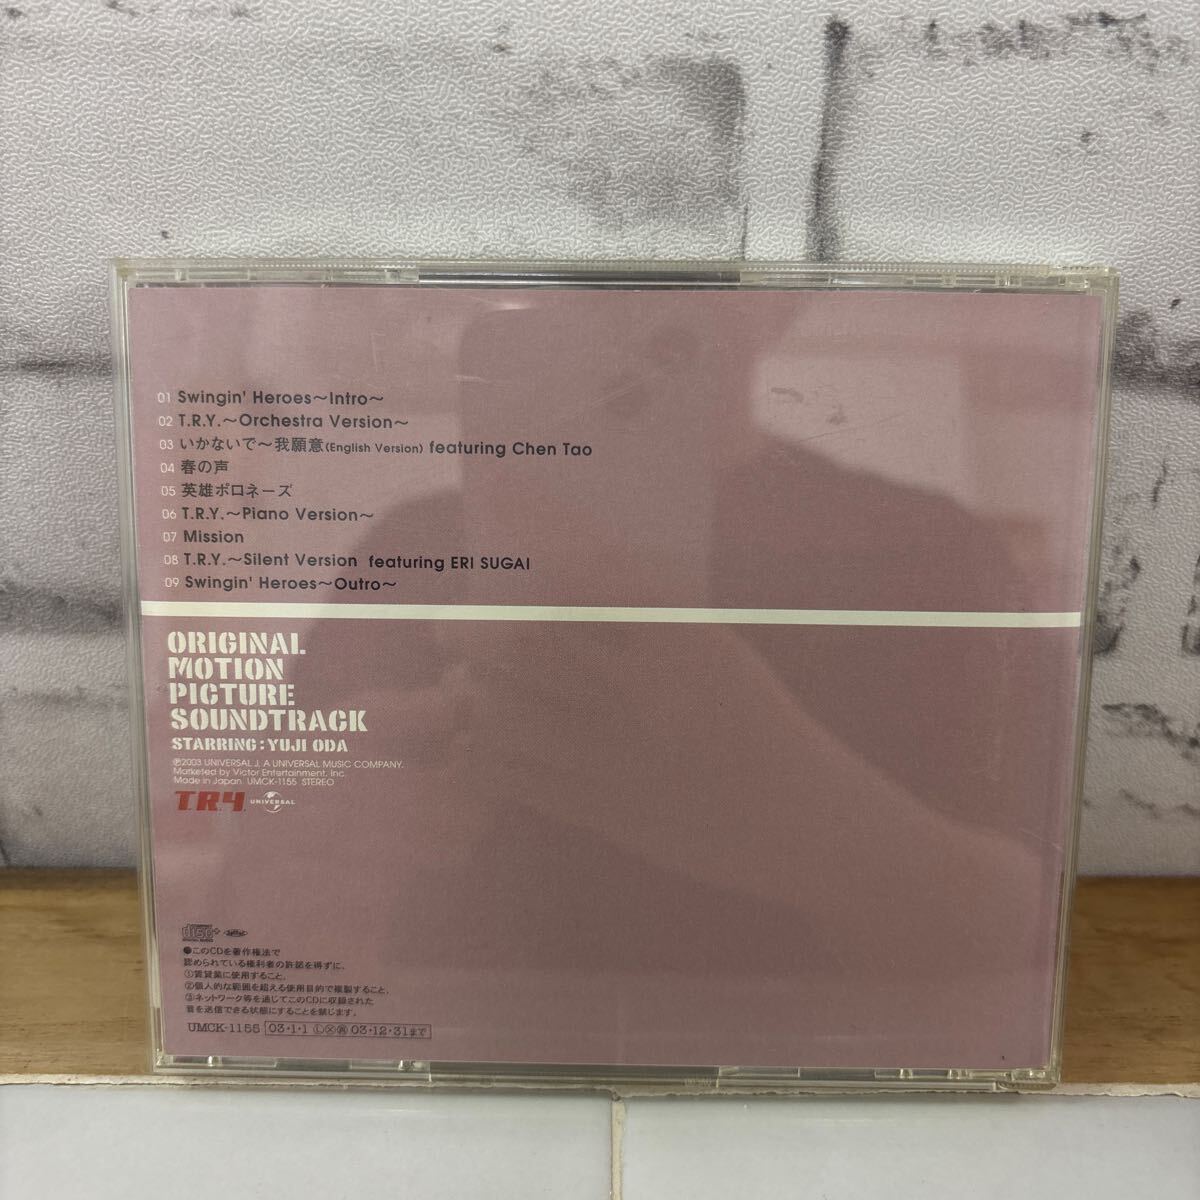 01 Swingin' Heroes〜Intro〜
02 T.R.Y.〜Orchestra Version〜
03 いかないで〜我願意(English Version) featuring Chen Tao
04 春の声
05 英雄ポロネーズ
06 T.R.Y.〜Piano Version〜
07 Mission
08 T.R.Y.〜Silent Version featuring ERI SUGAI
09 Swingin' Heroes〜Outro〜
ORIGINAL
MOTION
PICTURE
SOUNDTRACK
STARRING:YUJI ODA
℗2003 UNIVERSAL J, A UNIVERSAL MUSIC COMPANY.
Marketed by Victor Entertainment, Inc.
Made in Japan. UMCK-1155 STEREO
T.R.Y. UNIVERSAL
COMPACT
disc+
DIGITAL AUDIO
●このCDを著作権法で
認められている権利者の許諾を得ずに、
①賃貸業に使用すること、
②個人的な範囲を超える使用目的で複製すること、
③ネットワーク等を通じてこのCDに収録された
音を送信できる状態にすることを禁じます。
UMCK-1155 03・1・1 Ⓛ Ⓧ ㊢ 03・12・31まで